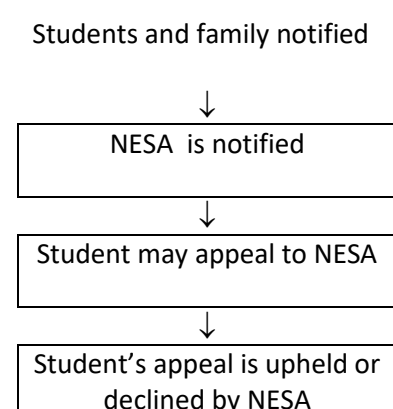 Students and family notified
↓
NESA is notified
↓
Student may appeal to NESA
↓
Student’s appeal is upheld or
declined by NESA